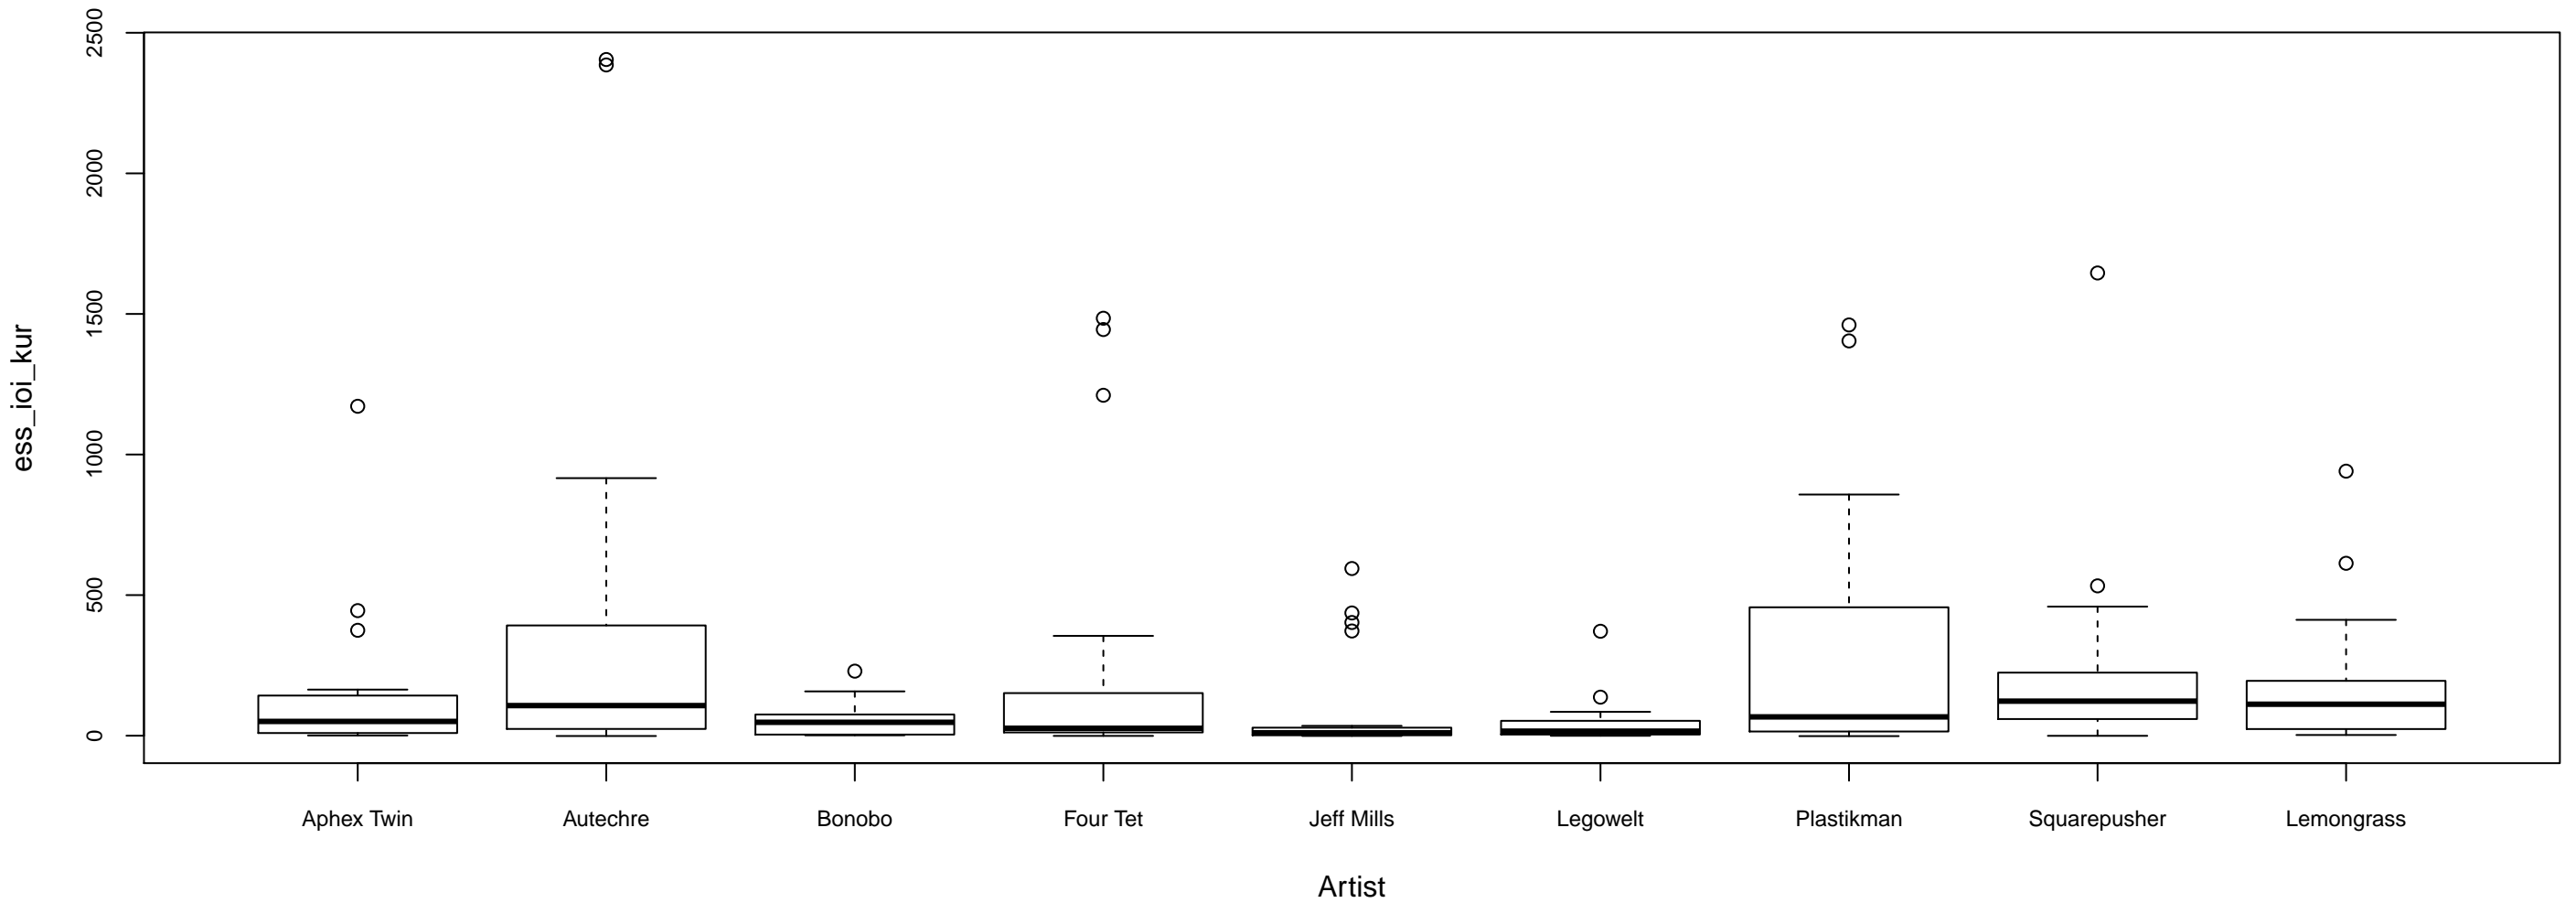 ess_ioi_kur
2500
2000
1500
1000
500
0
Aphex Twin Autechre Bonobo Four Tet Jeff Mills Legowelt Plastikman Squarepusher Lemongrass
Artist